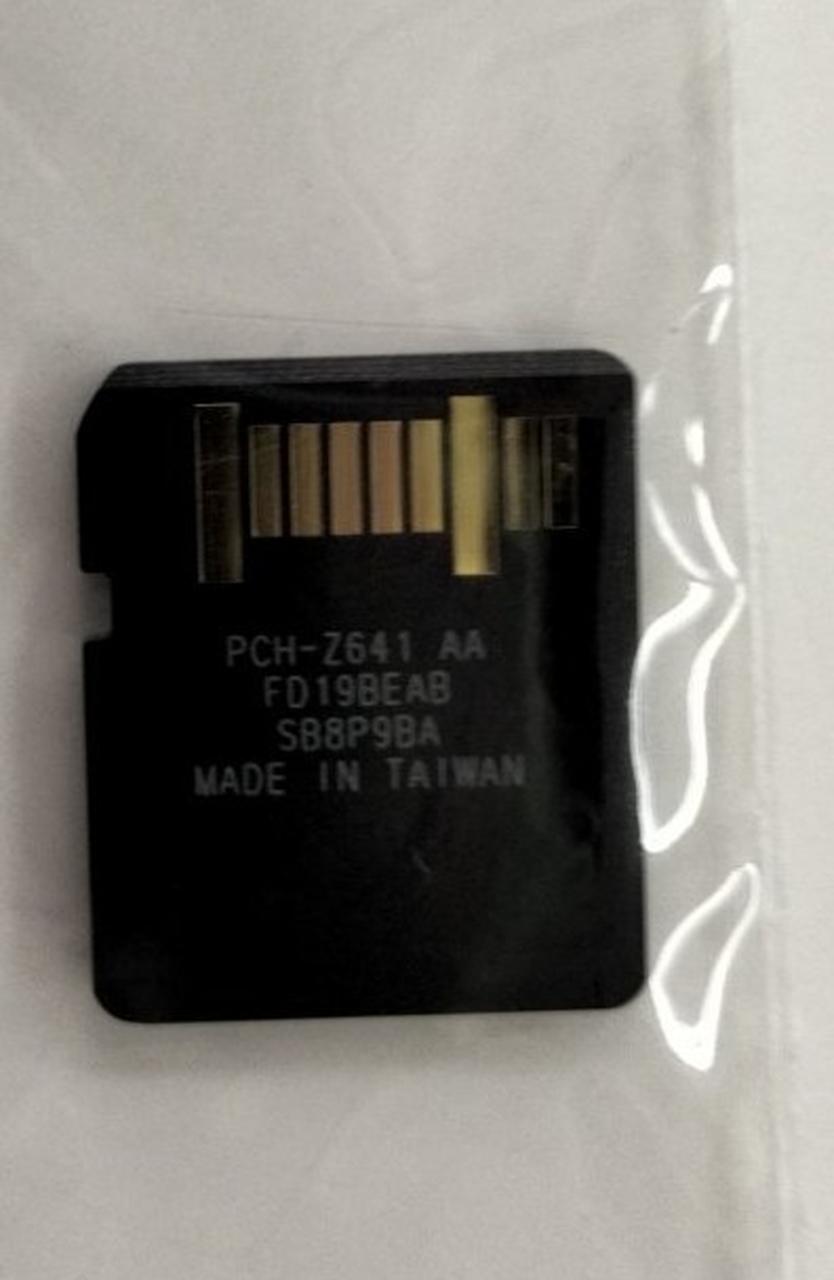 PCH-Z641 AA
FD19BEAB
SB8P9BA
MADE IN TAIWAN